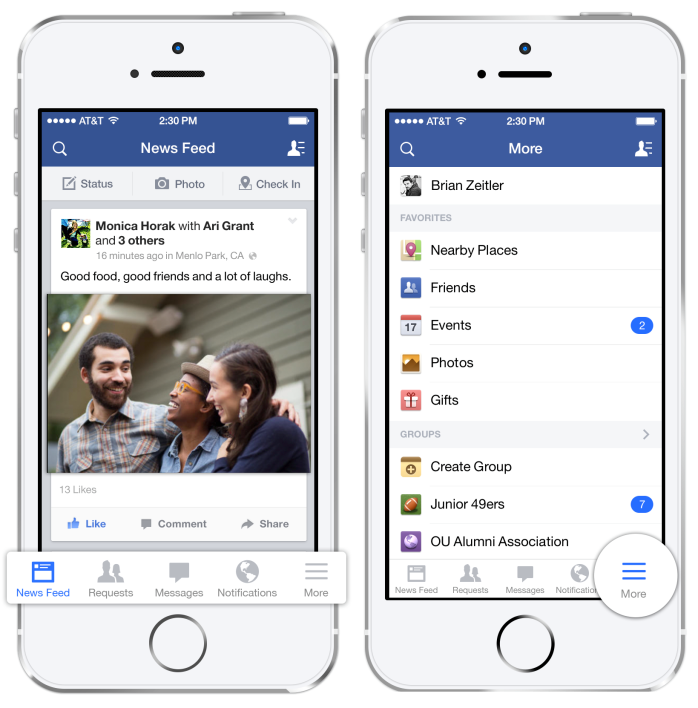 AT&T 2:30 PM
News Feed
Status Photo Check In
Monica Horak with Ari Grant
and 3 others
16 minutes ago in Menlo Park, CA
Good food, good friends and a lot of laughs.
13 Likes
Like Comment Share
News Feed Requests Messages Notifications More
AT&T 2:30 PM
More
Brian Zeitler
FAVORITES
Nearby Places
Friends
17 Events 2
Photos
Gifts
GROUPS
Create Group
Junior 49ers 7
OU Alumni Association
News Feed Requests Messages Notification
More